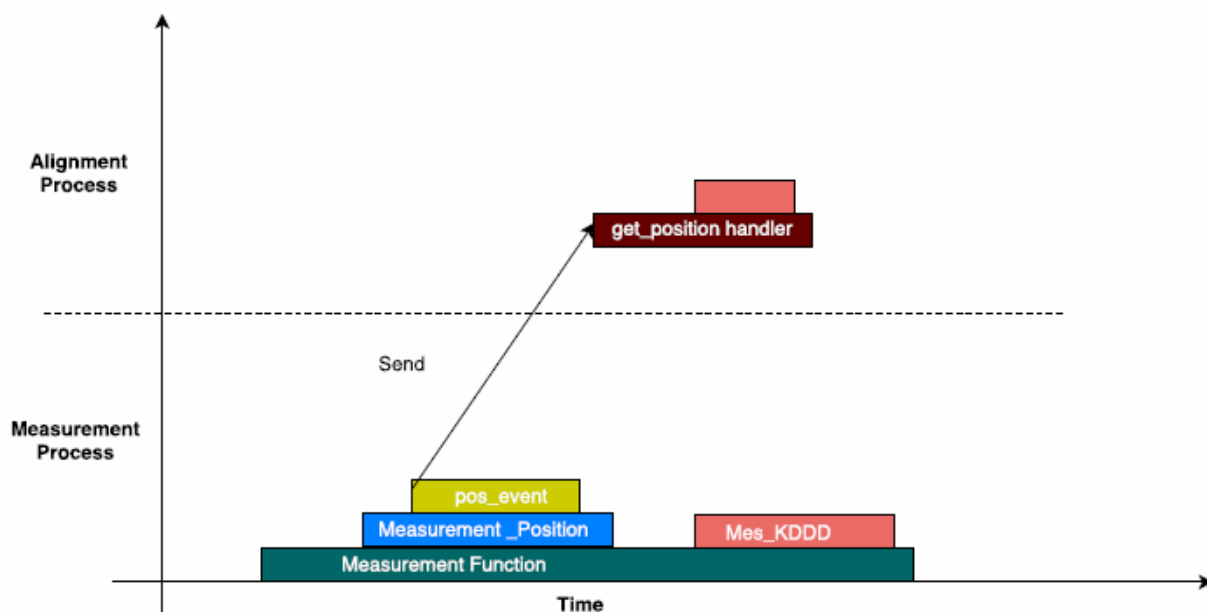 Alignment
Process
get_position handler
Send
Measurement
Process
pos_event
Measurement _Position
Mes_KDDD
Measurement Function
Time